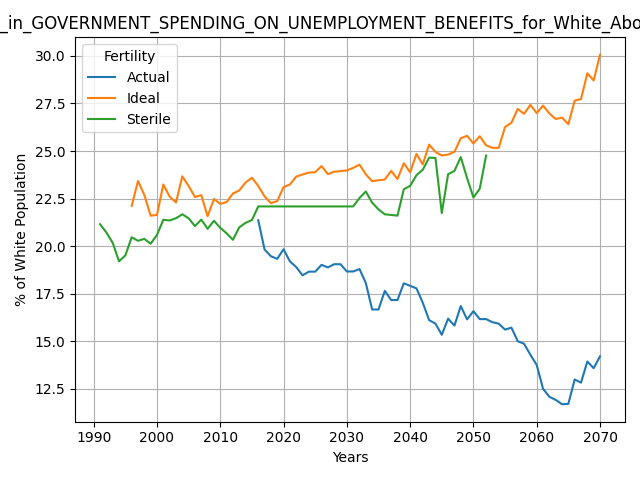 _in_GOVERNMENT_SPENDING_ON_UNEMPLOYMENT_BENEFITS_for_White_Abo
Fertility
Actual
Ideal
Sterile
% of White Population
30.0
27.5
25.0
22.5
20.0
17.5
15.0
12.5
1990 2000 2010 2020 2030 2040 2050 2060 2070
Years